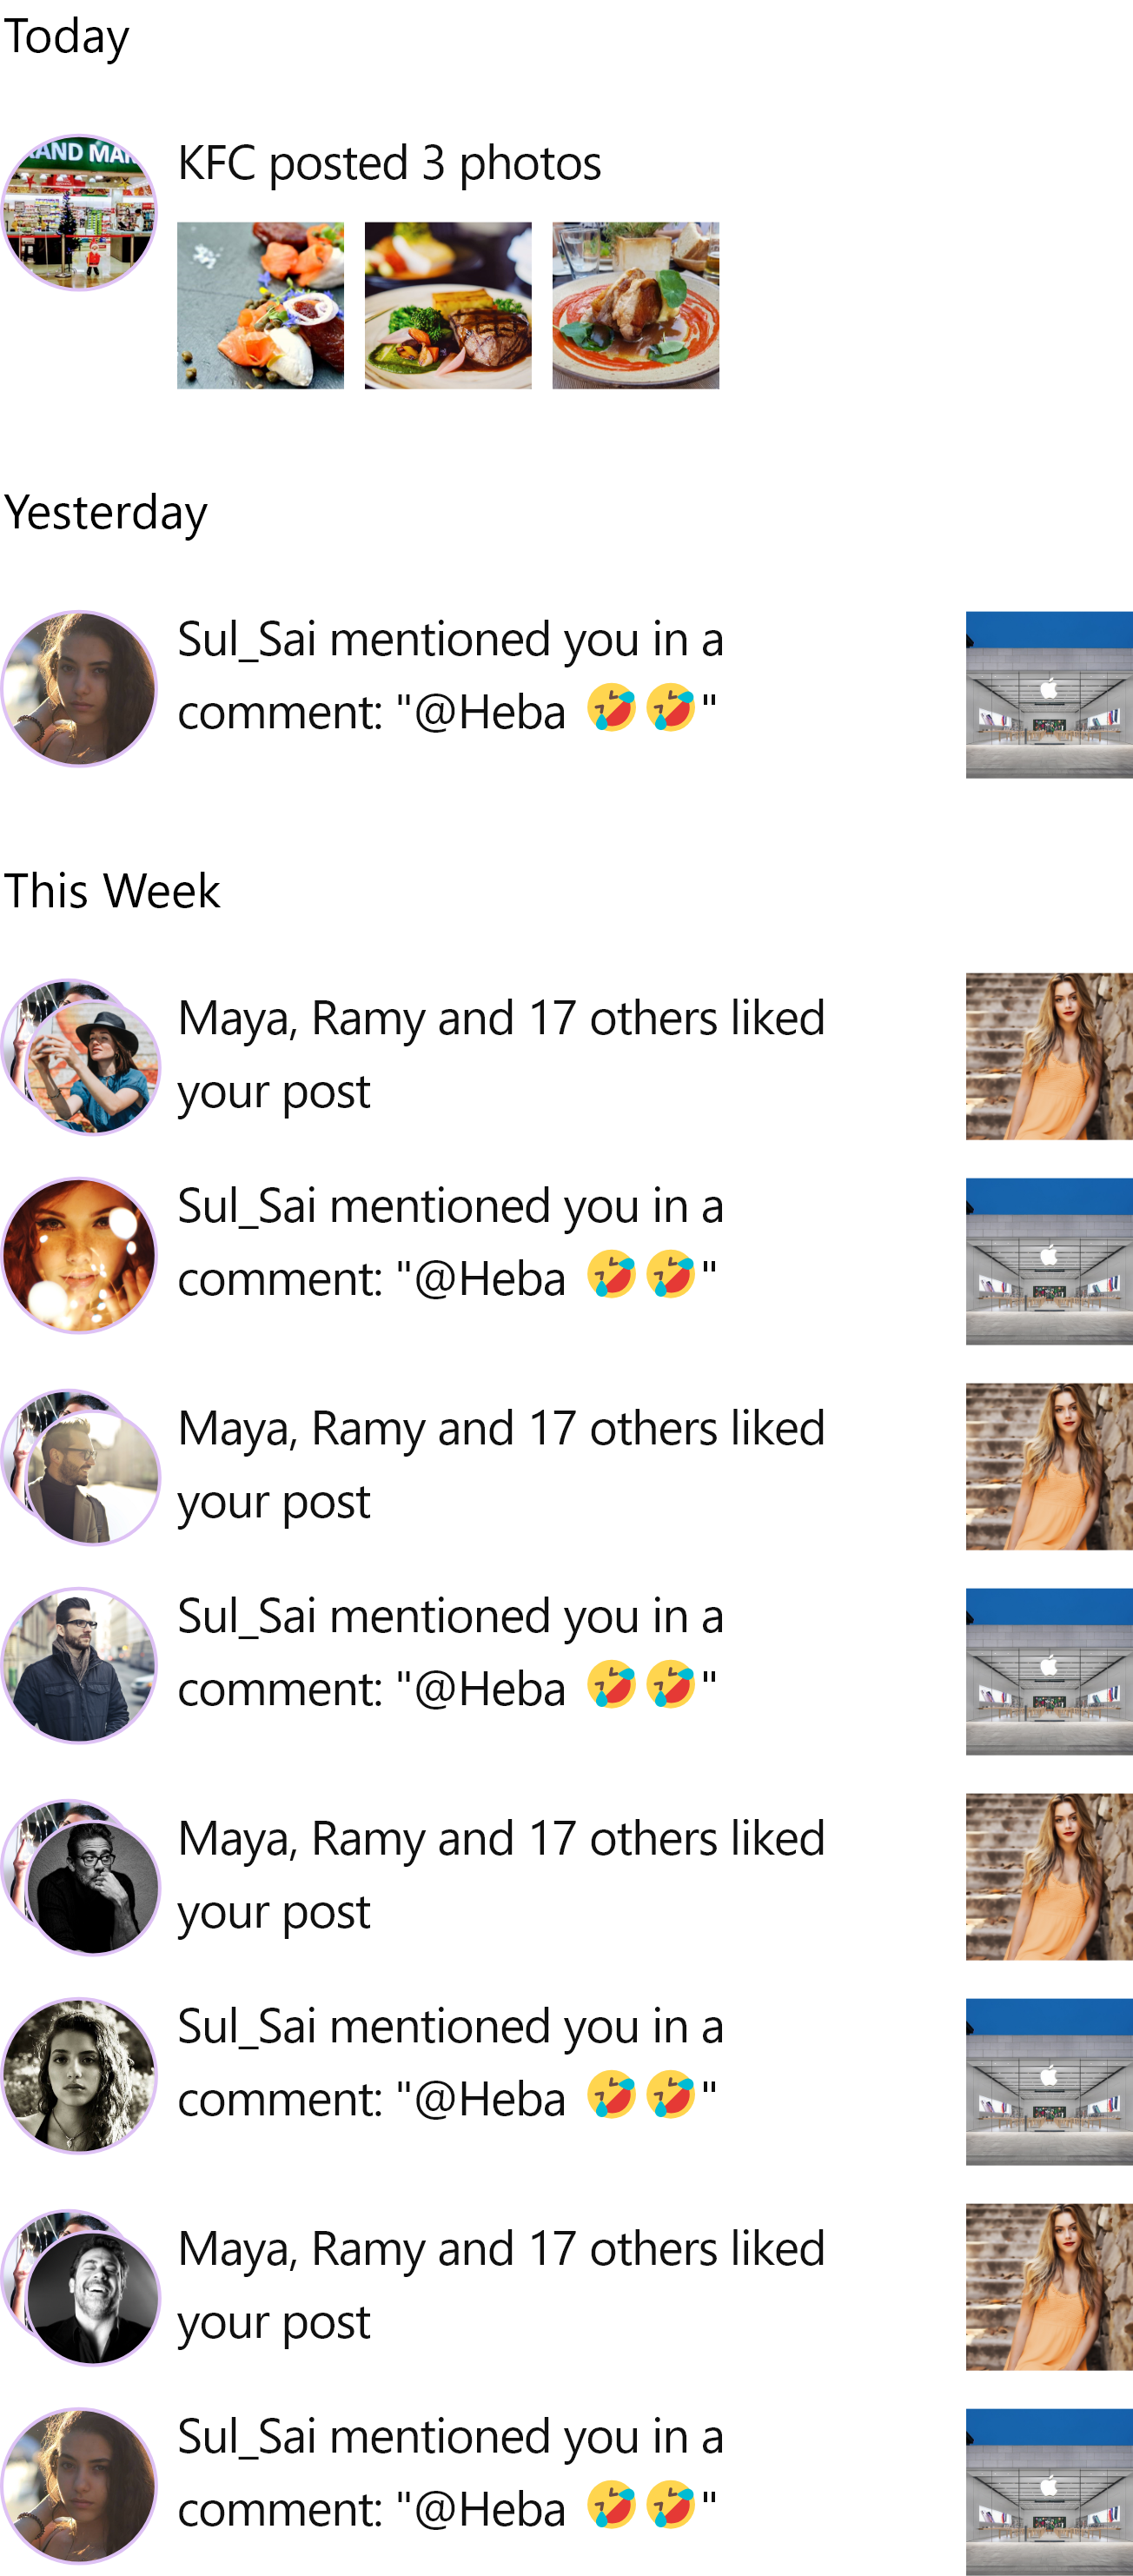 Today
RAND MAR
KFC posted 3 photos
Yesterday
Sul_Sai mentioned you in a
comment: "@Heba 🤣🤣"
This Week
Maya, Ramy and 17 others liked
your post
Sul_Sai mentioned you in a
comment: "@Heba 🤣🤣"
Maya, Ramy and 17 others liked
your post
Sul_Sai mentioned you in a
comment: "@Heba 🤣🤣"
Maya, Ramy and 17 others liked
your post
Sul_Sai mentioned you in a
comment: "@Heba 🤣🤣"
Maya, Ramy and 17 others liked
your post
Sul_Sai mentioned you in a
comment: "@Heba 🤣🤣"